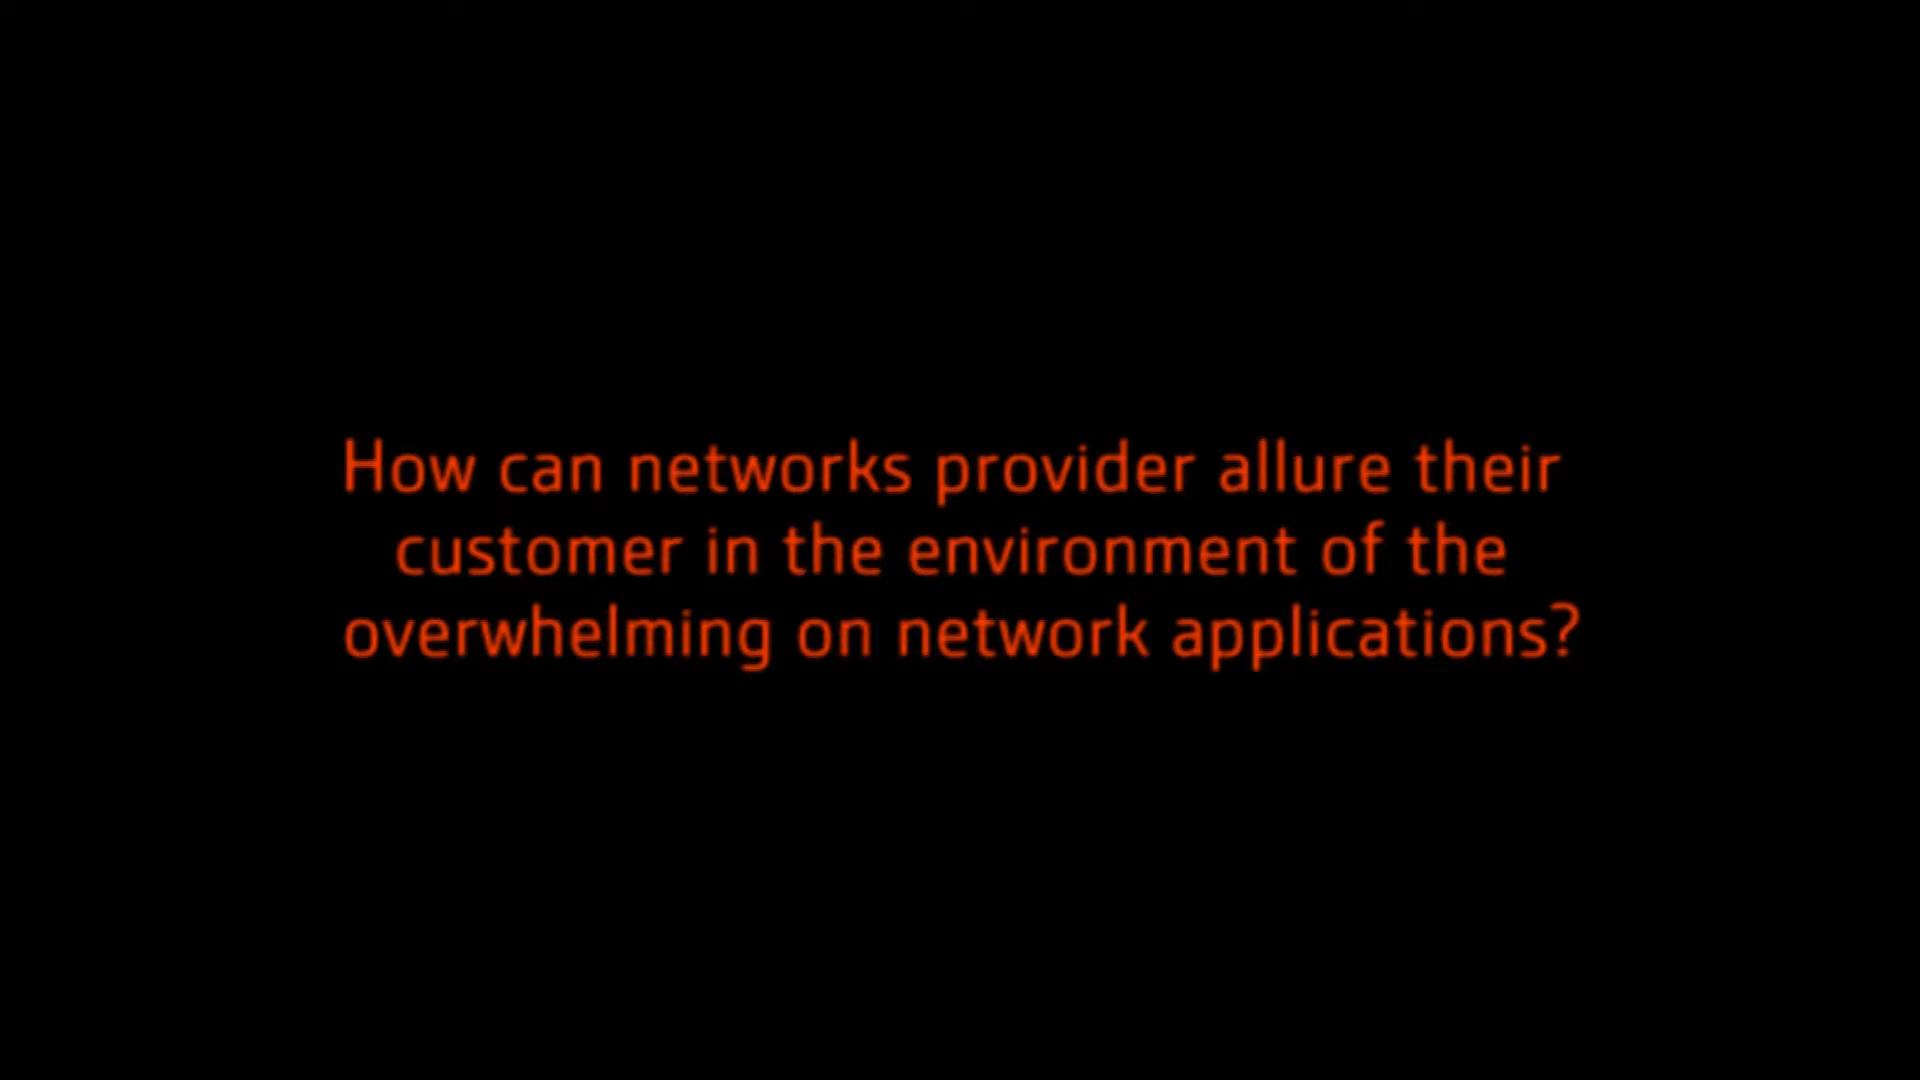 How can networks provider allure their
customer in the environment of the
overwhelming on network applications?